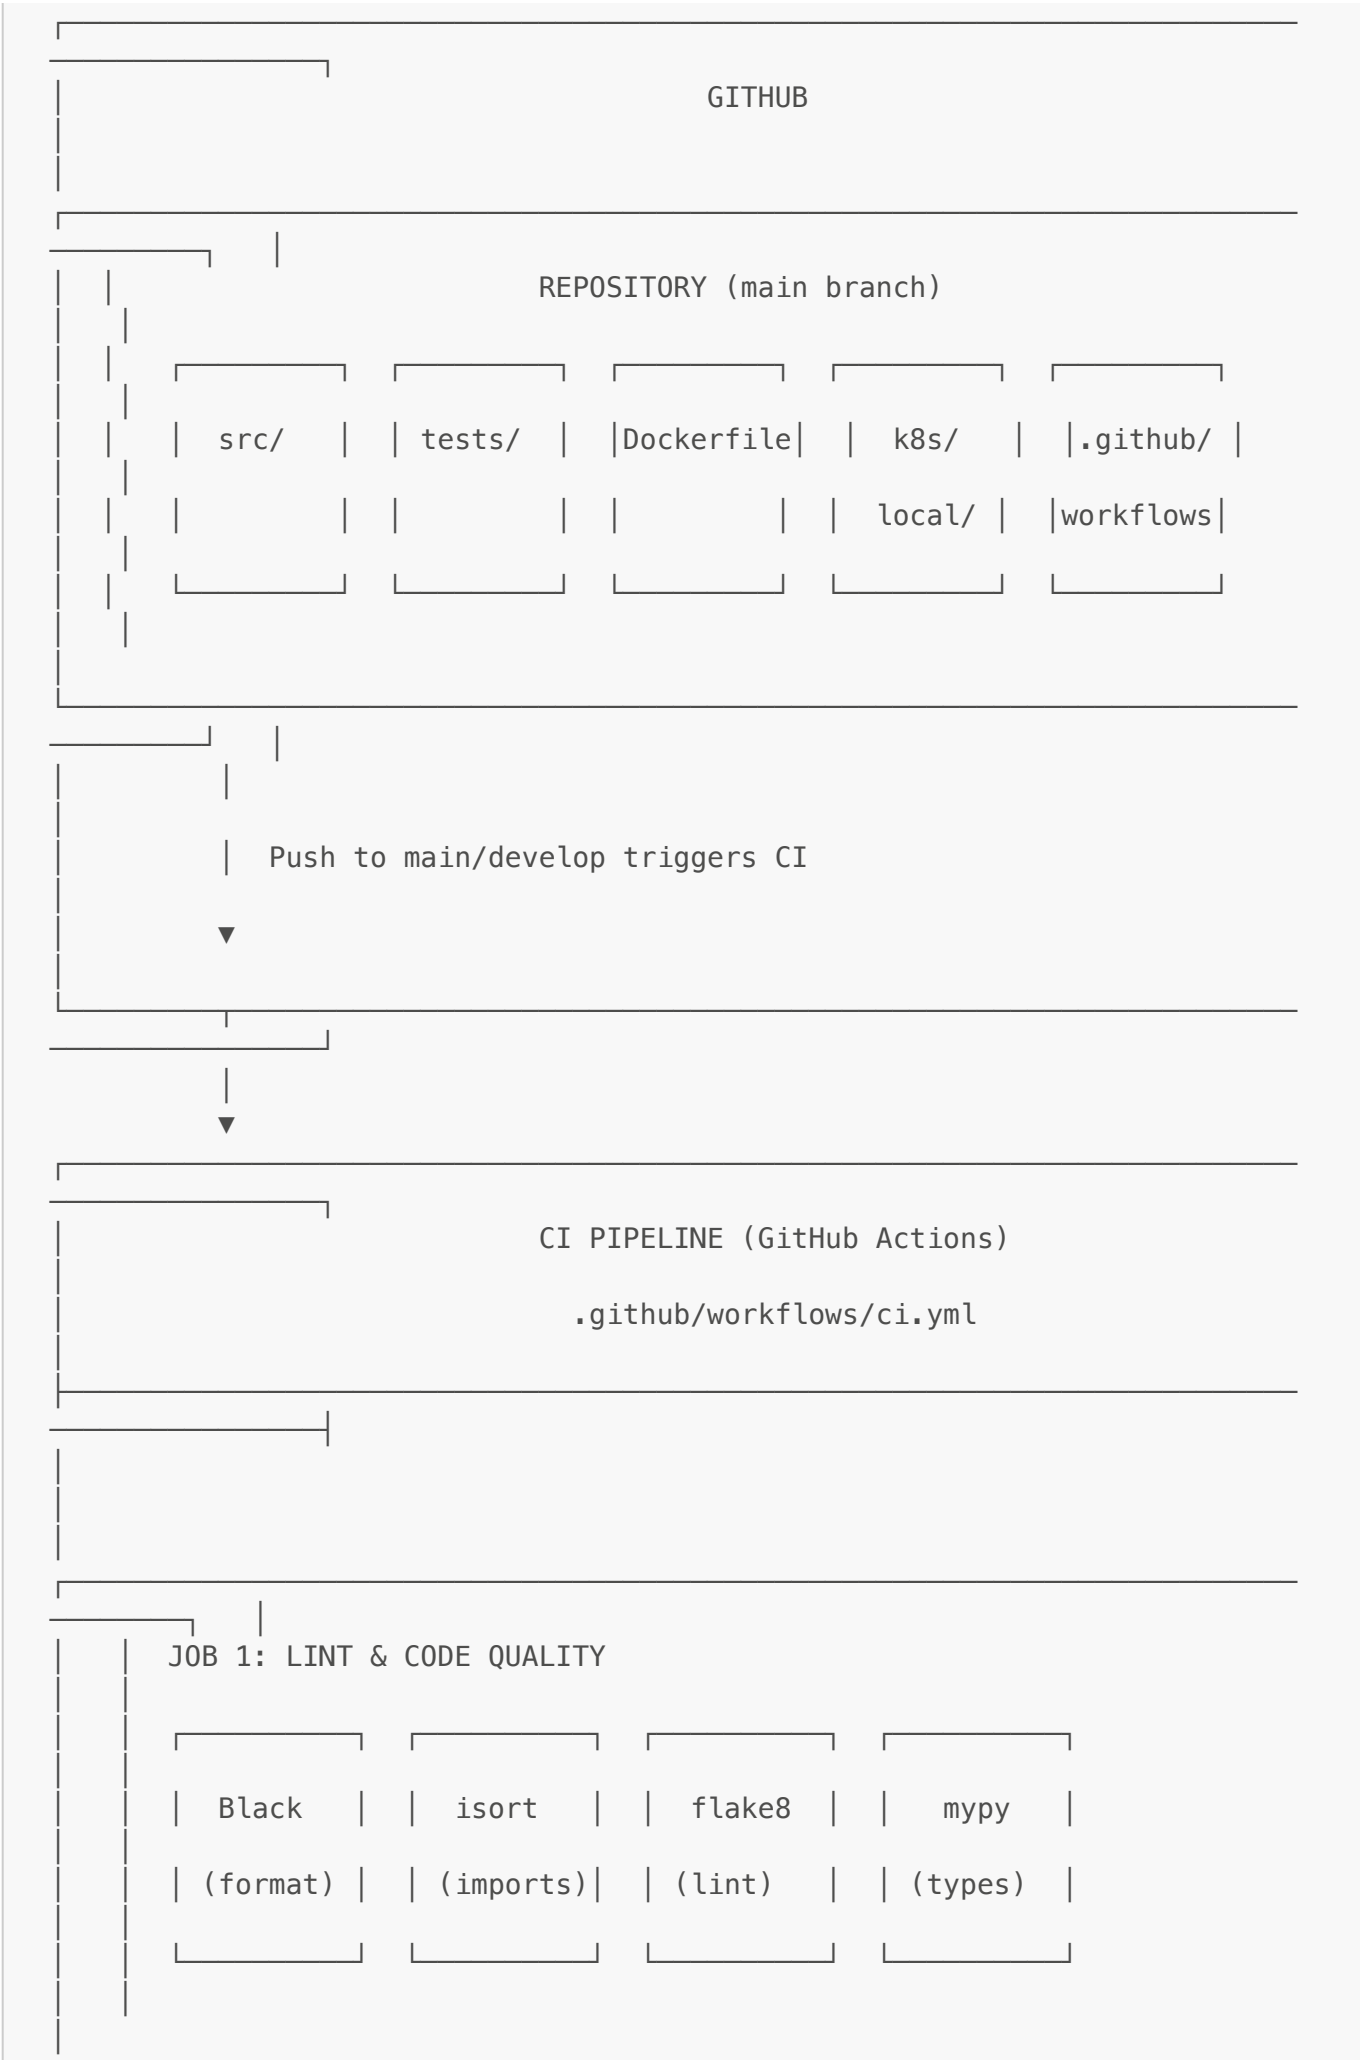 GITHUB
REPOSITORY (main branch)
src/ tests/ Dockerfile k8s/ .github/
local/ workflows
Push to main/develop triggers CI
▼
▼
CI PIPELINE (GitHub Actions)
.github/workflows/ci.yml
JOB 1: LINT & CODE QUALITY
Black isort flake8 mypy
(format) (imports) (lint) (types)